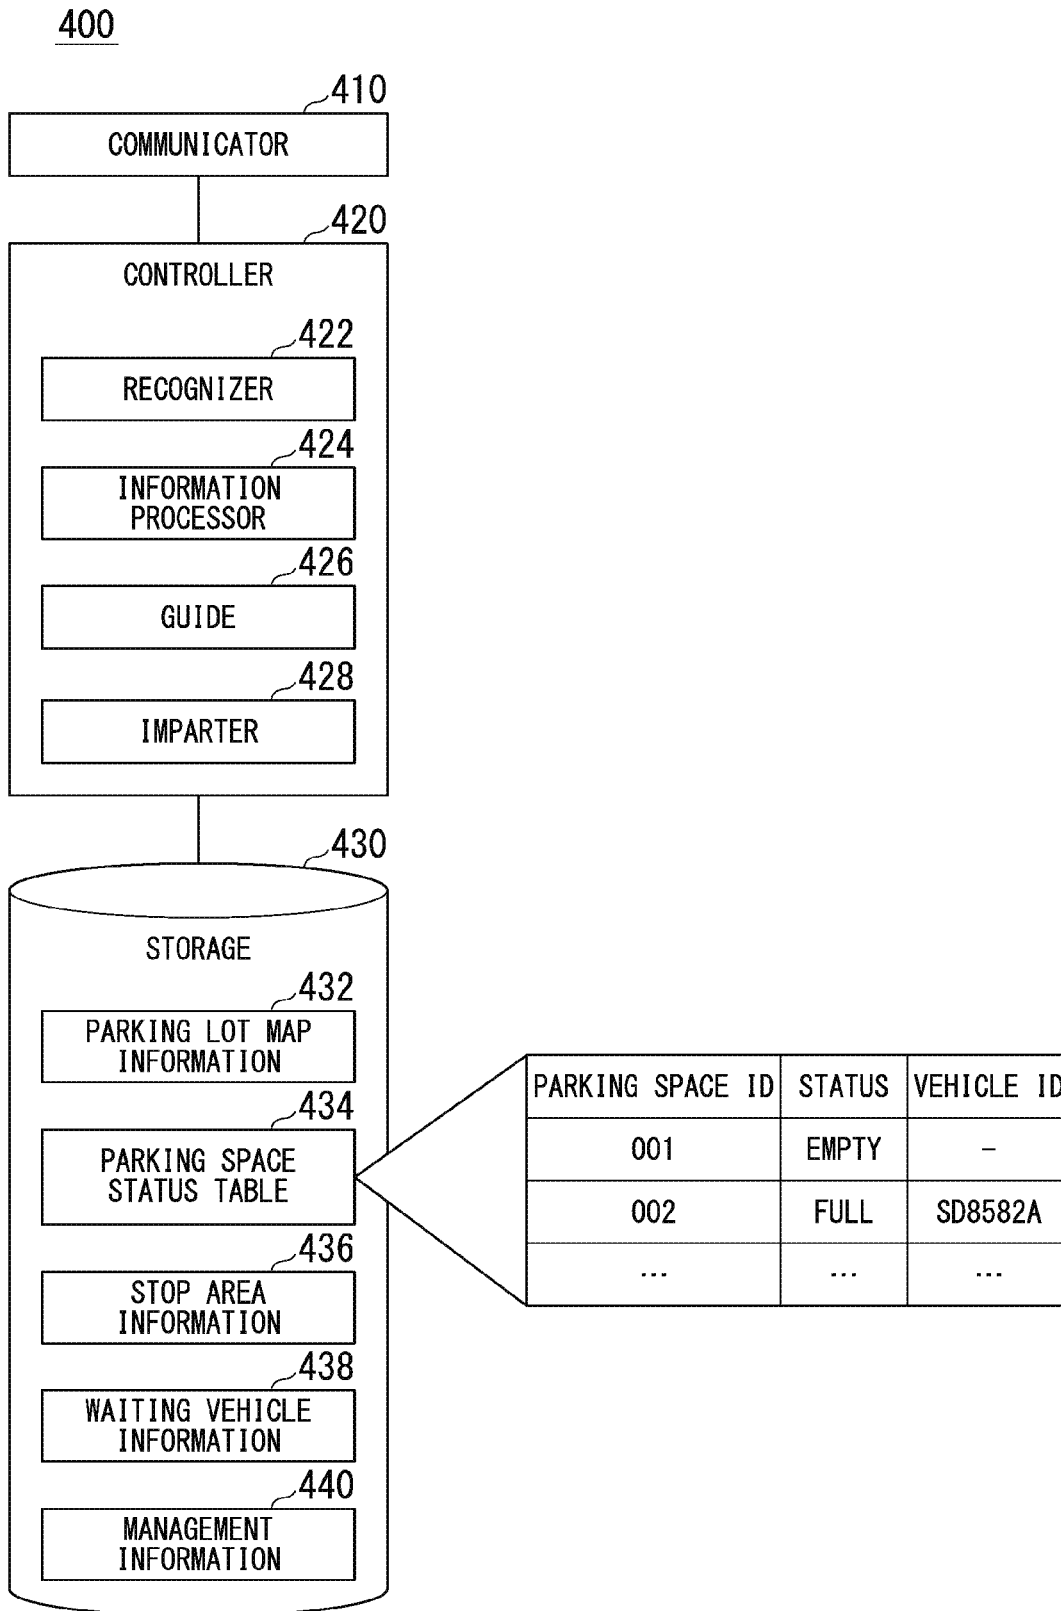 400
410
COMMUNICATOR
420
CONTROLLER
422
RECOGNIZER
424
INFORMATION
PROCESSOR
426
GUIDE
428
IMPARTER
430
STORAGE
432
PARKING LOT MAP
INFORMATION
434
PARKING SPACE
STATUS TABLE
PARKING SPACE ID STATUS VEHICLE ID
001 EMPTY –
002 FULL SD8582A
... ... ...
436
STOP AREA
INFORMATION
438
WAITING VEHICLE
INFORMATION
440
MANAGEMENT
INFORMATION